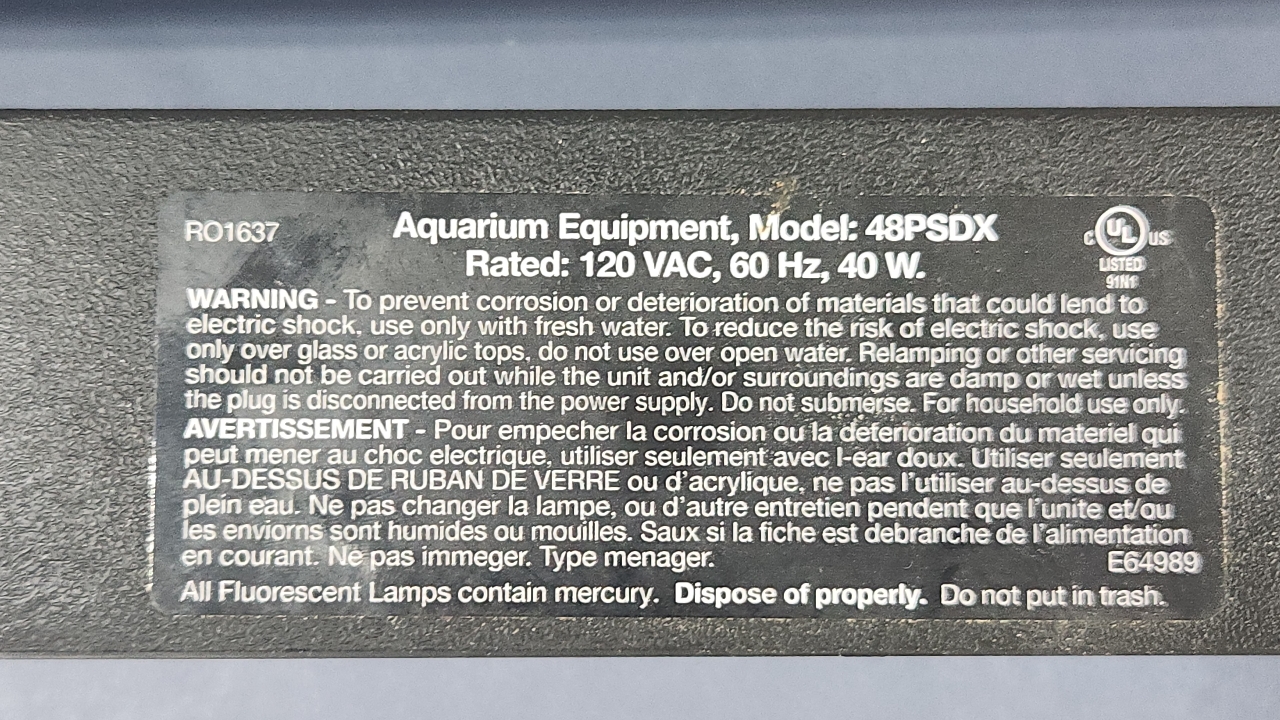 RO1637
Aquarium Equipment, Model: 48PSDX
Rated: 120 VAC, 60 Hz, 40 W.
C UL US
LISTED
91N1
WARNING - To prevent corrosion or deterioration of materials that could lend to
electric shock, use only with fresh water. To reduce the risk of electric shock, use
only over glass or acrylic tops, do not use over open water. Relamping or other servicing
should not be carried out while the unit and/or surroundings are damp or wet unless
the plug is disconnected from the power supply. Do not submerse. For household use only.
AVERTISSEMENT - Pour empecher la corrosion ou la deterioration du materiel qui
peut mener au choc electrique, utiliser seulement avec l-ear doux. Utiliser seulement
AU-DESSUS DE RUBAN DE VERRE ou d'acrylique, ne pas l'utiliser au-dessus de
plein eau. Ne pas changer la lampe, ou d'autre entretien pendent que l'unite et/ou
les enviorns sont humides ou mouilles. Saux si la fiche est debranche de l'alimentation
en courant. Ne pas immeger. Type menager.
E64989
All Fluorescent Lamps contain mercury. Dispose of properly. Do not put in trash.